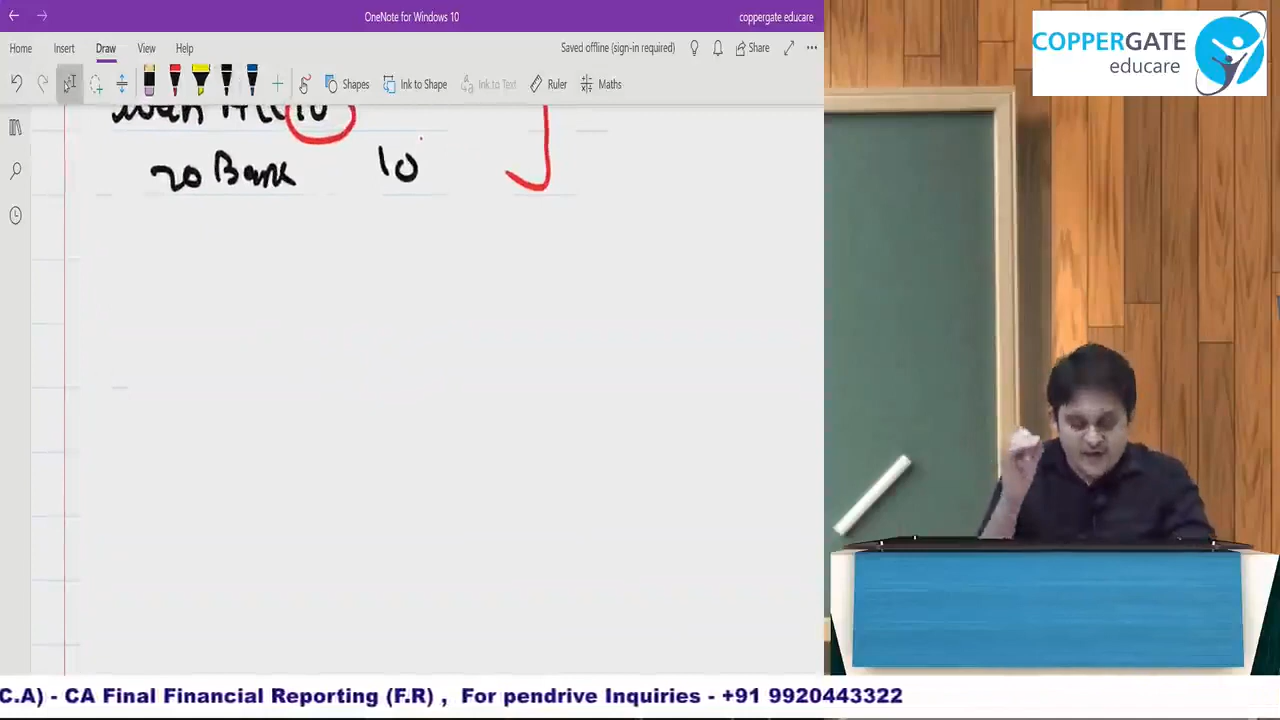 OneNote for Windows 10
coppergate educare
Home Insert Draw View Help
Saved offline (sign-in required)
Share
Shapes
Ink to Shape
Ink to Text
Ruler
Maths
10
Bank 10
COPPERGATE
educare
C.A) - CA Final Financial Reporting (F.R) , For pendrive Inquiries - +91 9920443322